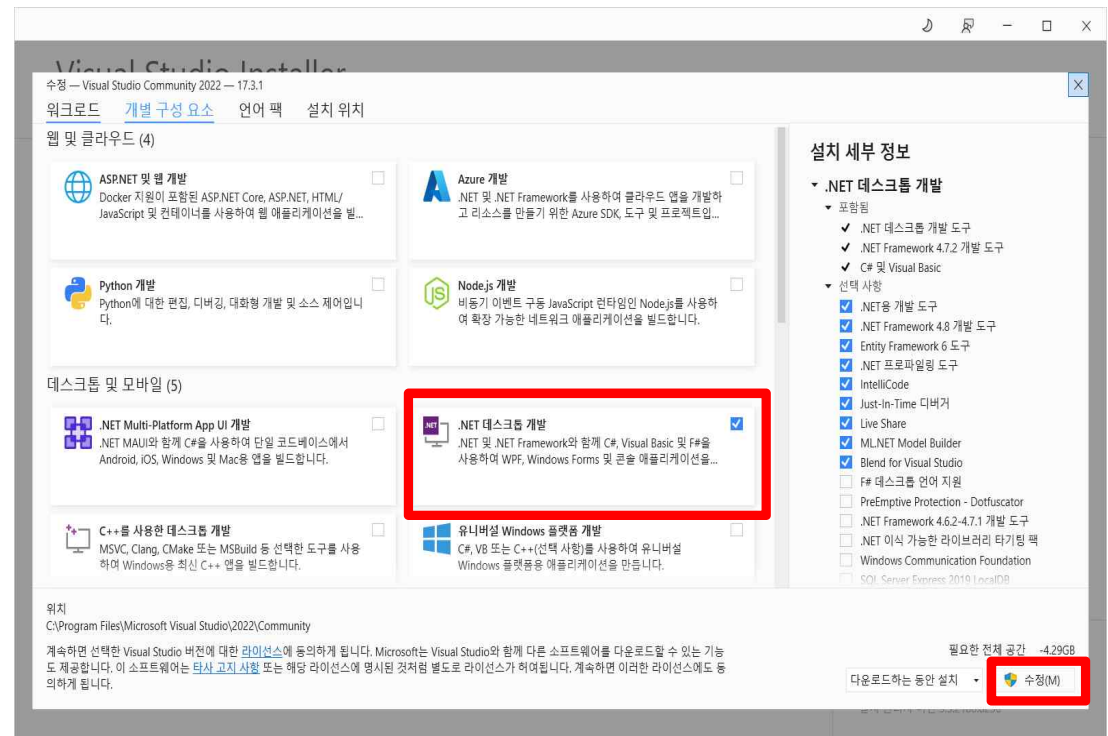 Visual Studio Installer
수정 — Visual Studio Community 2022 — 17.3.1
워크로드 개별 구성 요소 언어 팩 설치 위치
웹 및 클라우드 (4)
ASP.NET 및 웹 개발
Docker 지원이 포함된 ASP.NET Core, ASP.NET, HTML/
JavaScript 및 컨테이너를 사용하여 웹 애플리케이션을 빌...
Azure 개발
.NET 및 .NET Framework를 사용하여 클라우드 앱을 개발하
고 리소스를 만들기 위한 Azure SDK, 도구 및 프로젝트입...
Python 개발
Python에 대한 편집, 디버깅, 대화형 개발 및 소스 제어입니
다.
Node.js 개발
비동기 이벤트 구동 JavaScript 런타임인 Node.js를 사용하
여 확장 가능한 네트워크 애플리케이션을 빌드합니다.
데스크톱 및 모바일 (5)
.NET Multi-Platform App UI 개발
.NET MAUI와 함께 C#을 사용하여 단일 코드베이스에서
Android, iOS, Windows 및 Mac용 앱을 빌드합니다.
.NET
.NET 데스크톱 개발
.NET 및 .NET Framework와 함께 C#, Visual Basic 및 F#을
사용하여 WPF, Windows Forms 및 콘솔 애플리케이션을...
C++를 사용한 데스크톱 개발
MSVC, Clang, CMake 또는 MSBuild 등 선택한 도구를 사용
하여 Windows용 최신 C++ 앱을 빌드합니다.
유니버설 Windows 플랫폼 개발
C#, VB 또는 C++(선택 사항)를 사용하여 유니버설
Windows 플랫폼용 애플리케이션을 만듭니다.
설치 세부 정보
.NET 데스크톱 개발
포함됨
.NET 데스크톱 개발 도구
.NET Framework 4.7.2 개발 도구
C# 및 Visual Basic
선택 사항
.NET용 개발 도구
.NET Framework 4.8 개발 도구
Entity Framework 6 도구
.NET 프로파일링 도구
IntelliCode
Just-In-Time 디버거
Live Share
ML.NET Model Builder
Blend for Visual Studio
F# 데스크톱 언어 지원
PreEmptive Protection - Dotfuscator
.NET Framework 4.6.2-4.7.1 개발 도구
.NET 이식 가능한 라이브러리 타기팅 팩
Windows Communication Foundation
SQL Server Express 2019 LocalDB
위치
C:\Program Files\Microsoft Visual Studio\2022\Community
계속하면 선택한 Visual Studio 버전에 대한 라이선스에 동의하게 됩니다. Microsoft는 Visual Studio와 함께 다른 소프트웨어를 다운로드할 수 있는 기능
도 제공합니다. 이 소프트웨어는 타사 고지 사항 또는 해당 라이선스에 명시된 것처럼 별도로 라이선스가 허여됩니다. 계속하면 이러한 라이선스에도 동
의하게 됩니다.
필요한 전체 공간 -4.29GB
다운로드하는 동안 설치
수정(M)